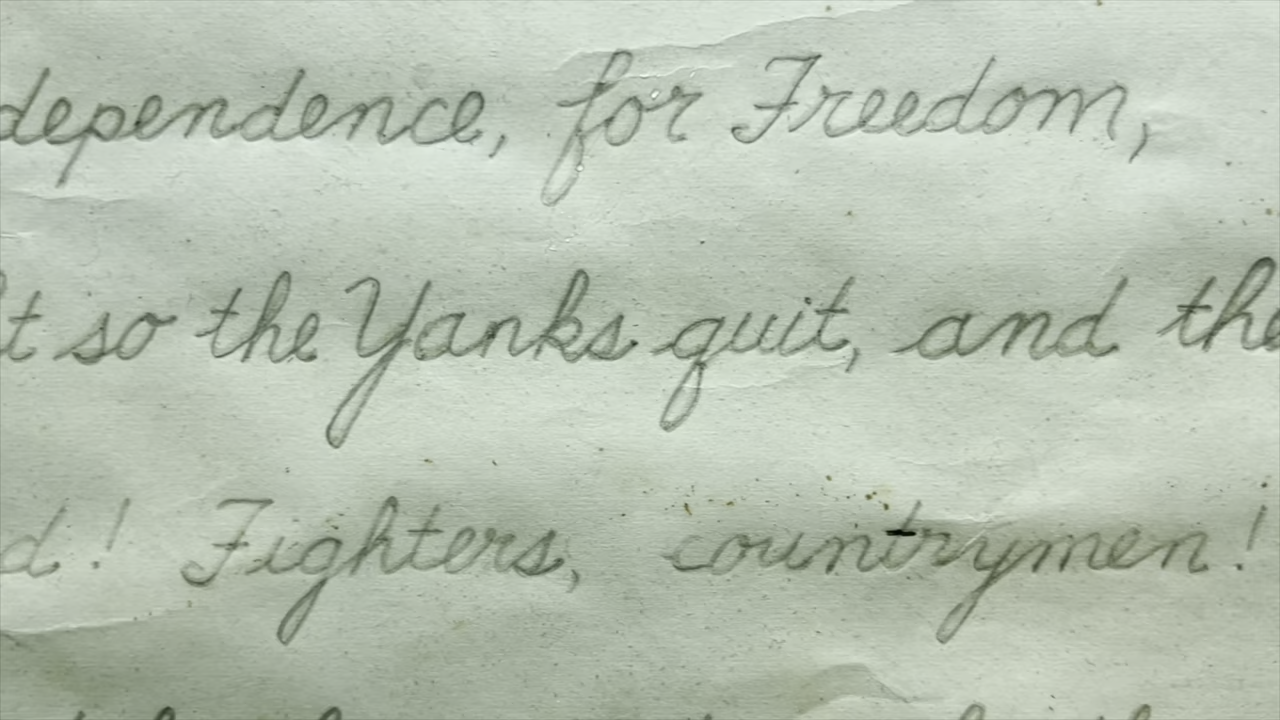 dependence, for Freedom,
t so the Yanks quit, and the
d! Fighters, countrymen!